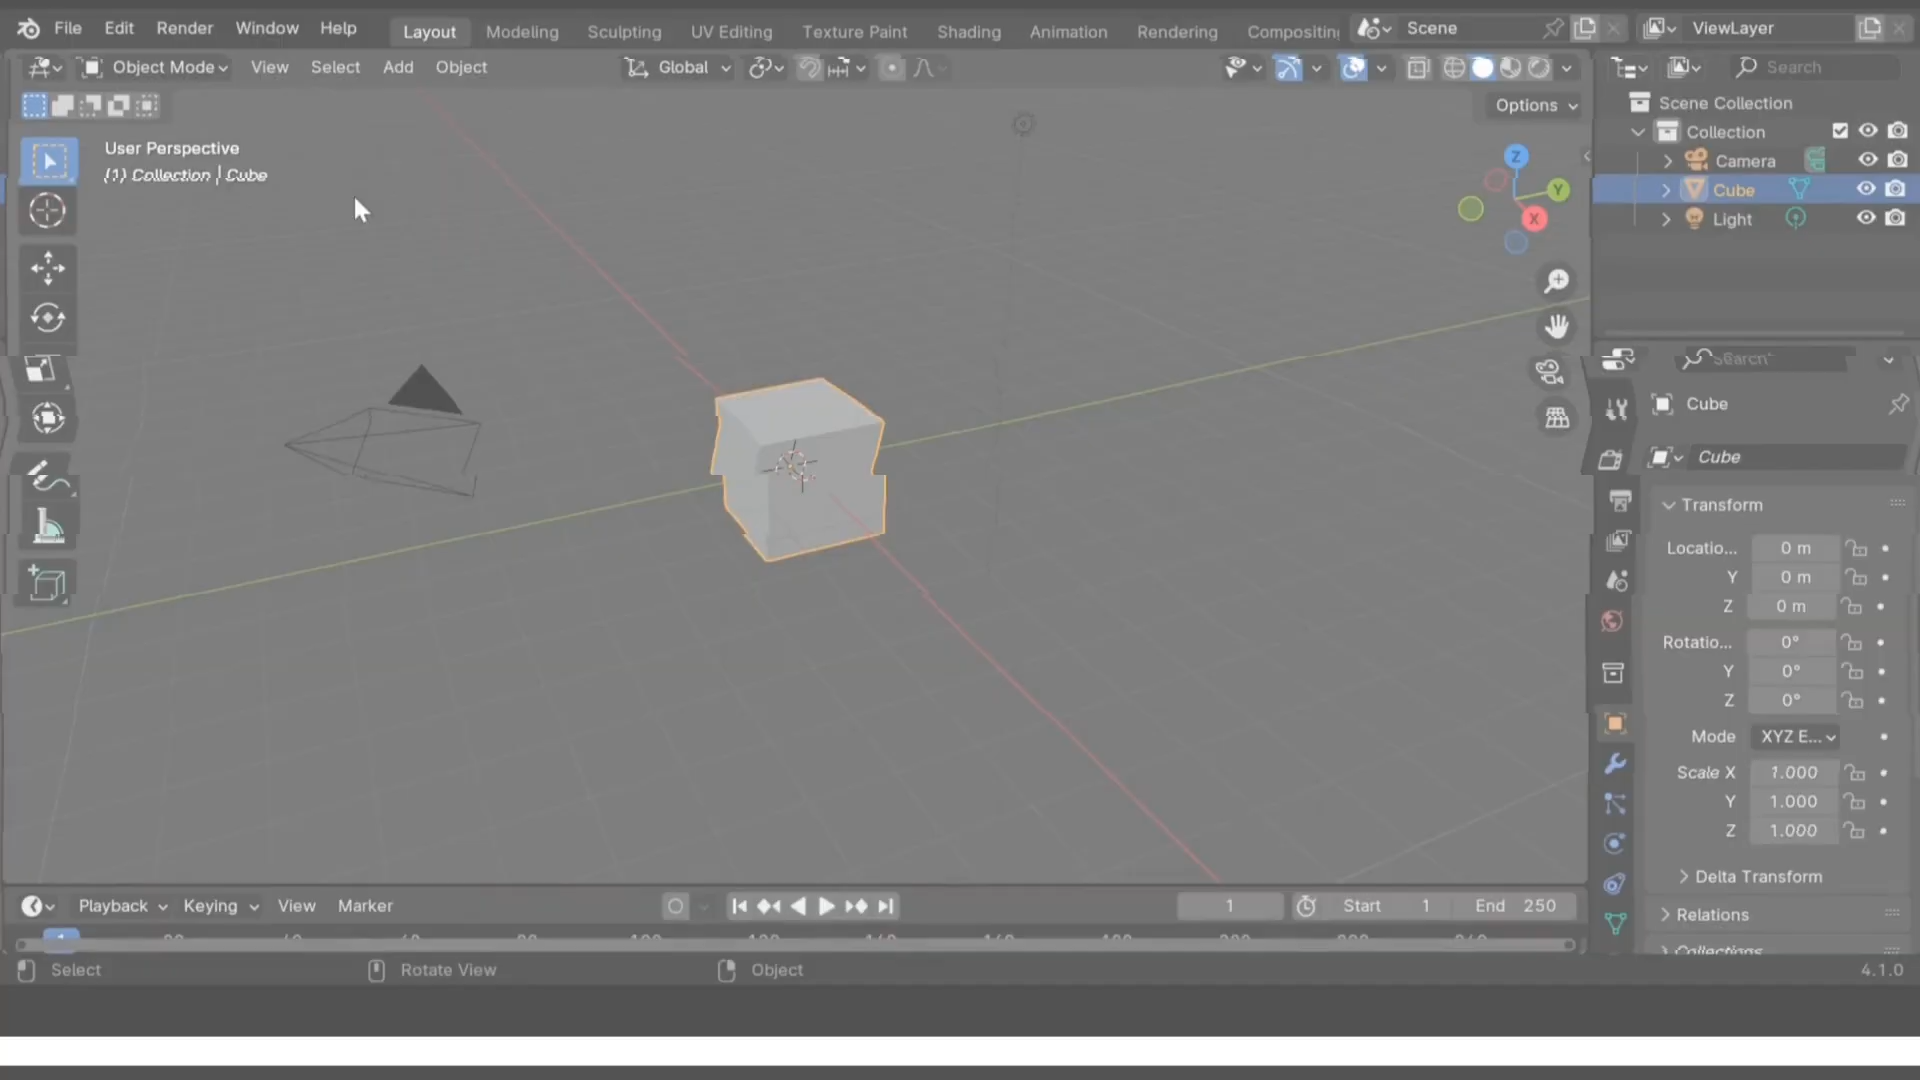 File Edit Render Window Help Layout Modeling Sculpting UV Editing Texture Paint Shading Animation Rendering Scene ViewLayer
Object Mode View Select Add Object Global Search
Options
Scene Collection
Collection
Camera
Cube
Light
User Perspective
(1) Collection | Cube
Z
Y
X
Search
Cube
Cube
Transform
Locatio... 0 m
Y 0 m
Z 0 m
Rotatio... 0°
Y 0°
Z 0°
Mode XYZ E...
Scale X 1.000
Y 1.000
Z 1.000
Delta Transform
Relations
Collections
Playback Keying View Marker 1 Start 1 End 250
1
Select Rotate View Object 4.1.0